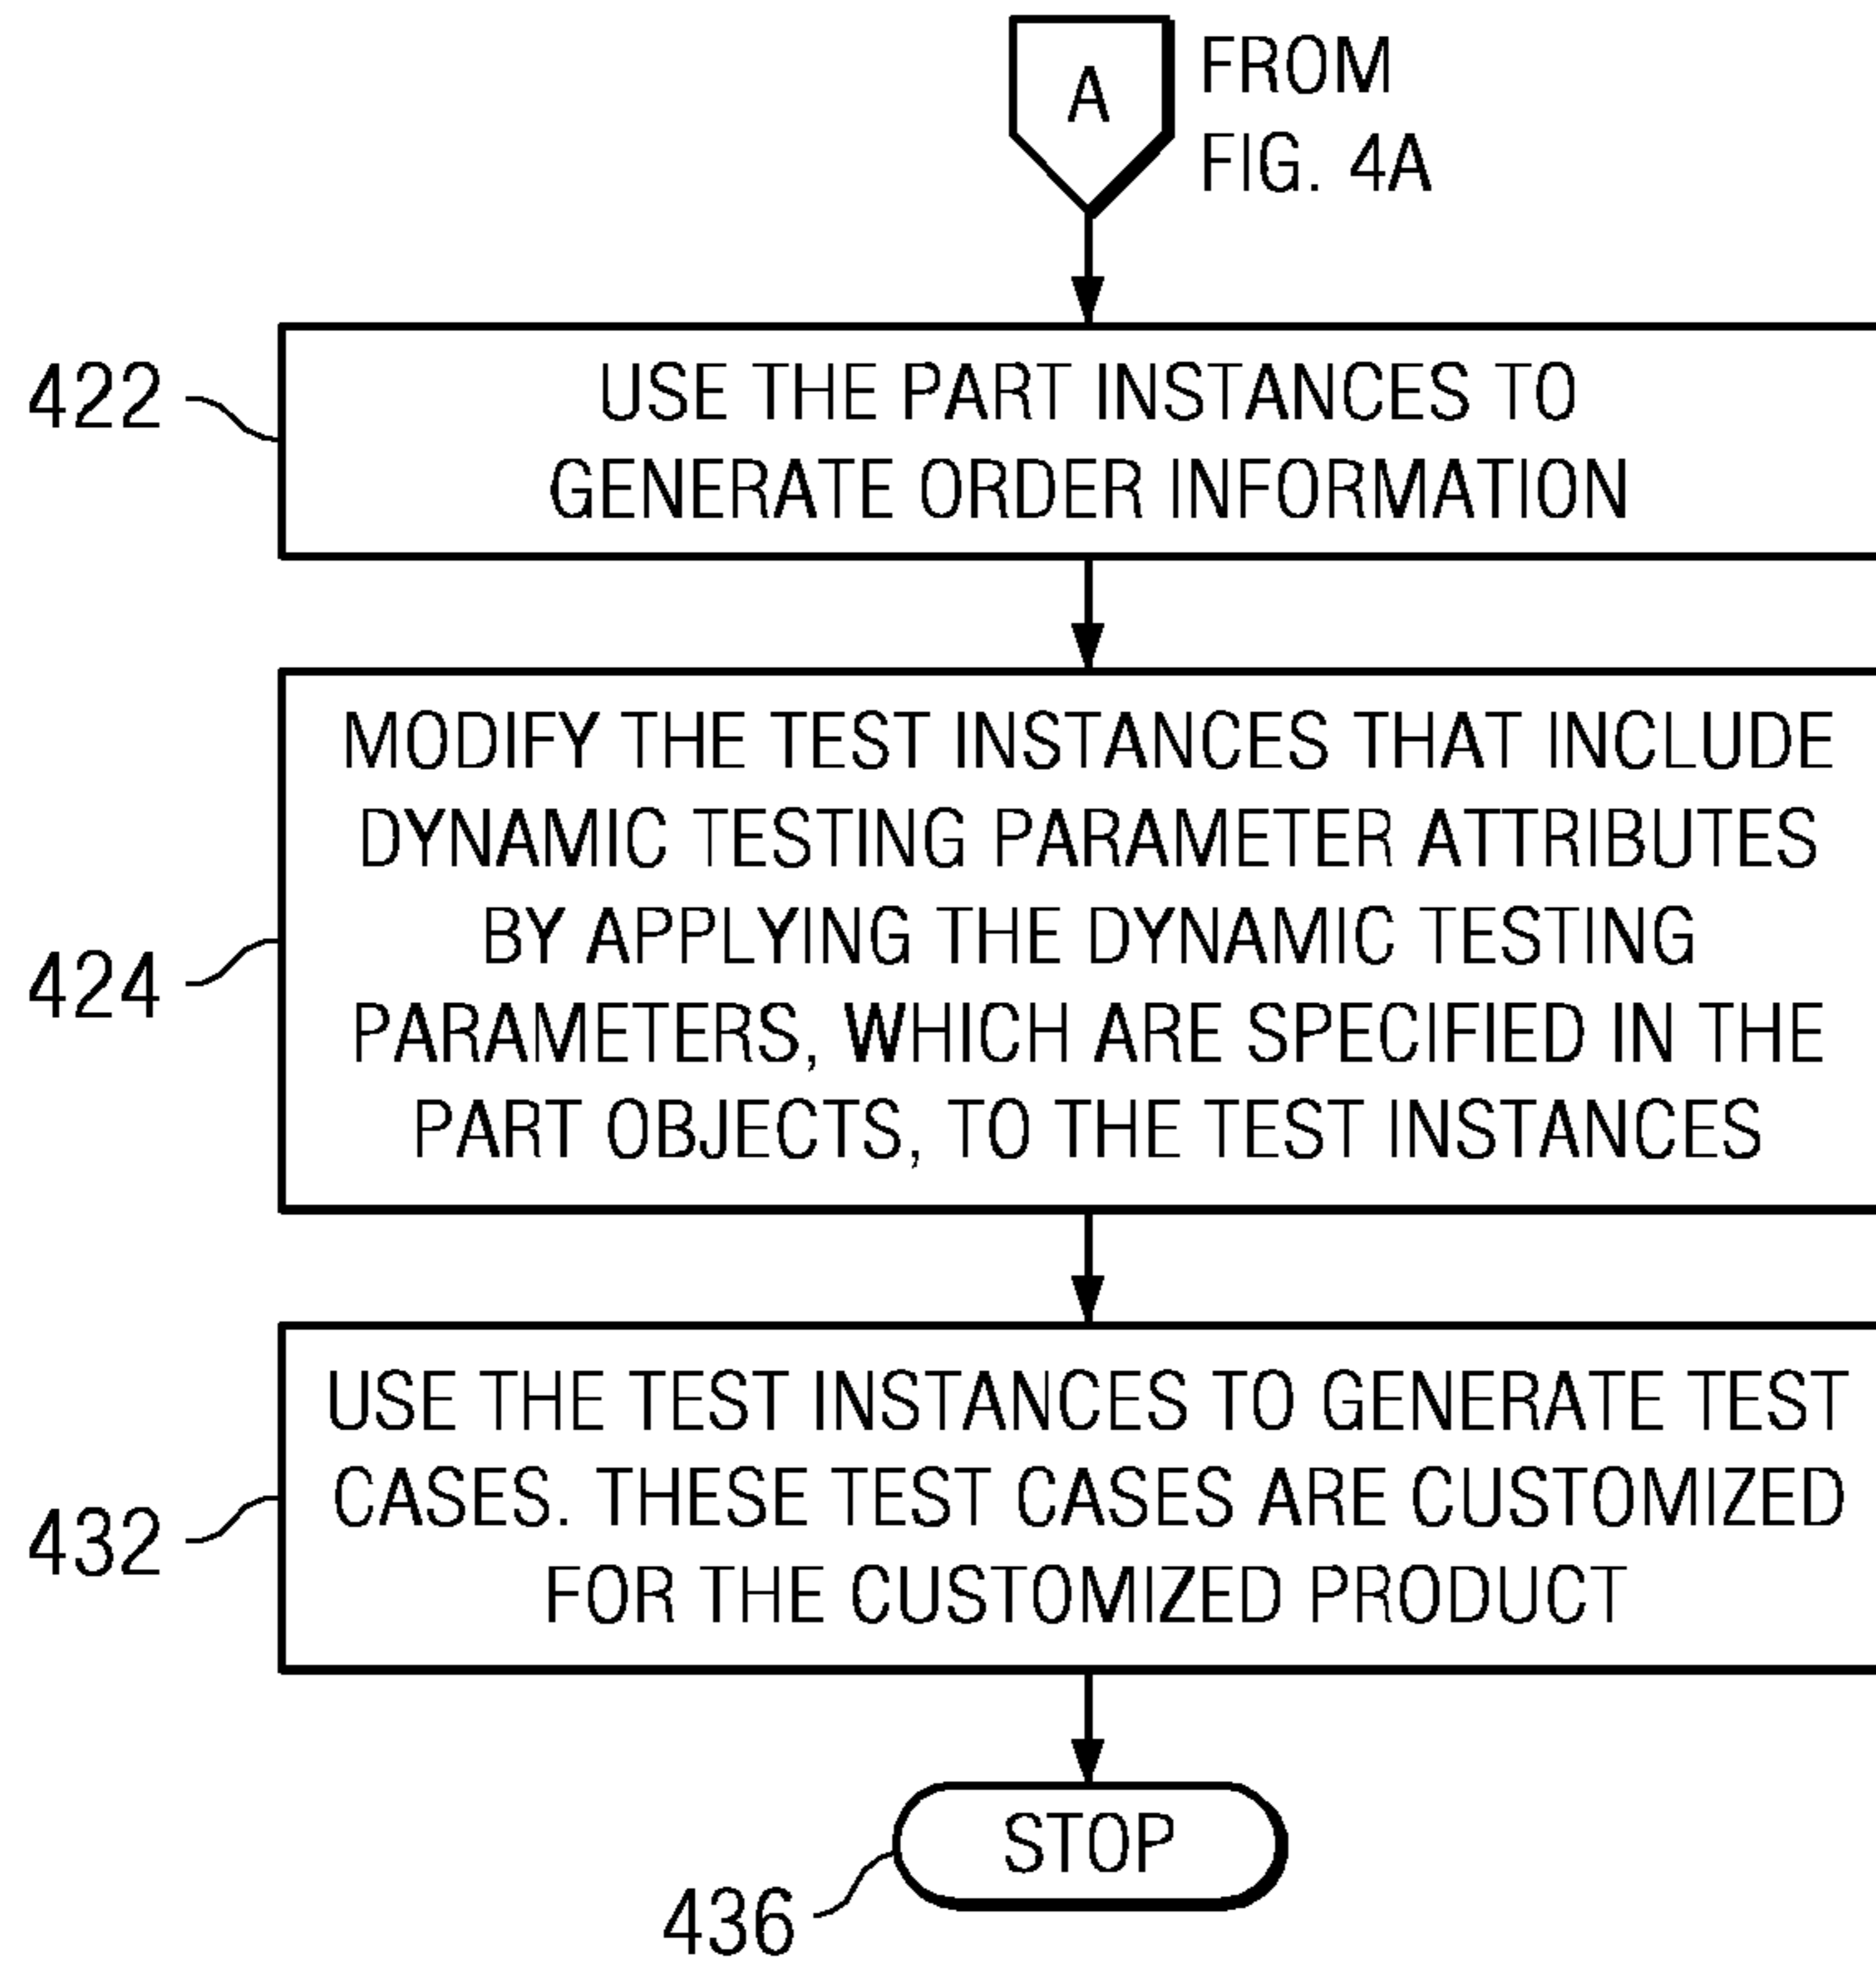 A
FROM
FIG. 4A
422
USE THE PART INSTANCES TO
GENERATE ORDER INFORMATION
424
MODIFY THE TEST INSTANCES THAT INCLUDE
DYNAMIC TESTING PARAMETER ATTRIBUTES
BY APPLYING THE DYNAMIC TESTING
PARAMETERS, WHICH ARE SPECIFIED IN THE
PART OBJECTS, TO THE TEST INSTANCES
432
USE THE TEST INSTANCES TO GENERATE TEST
CASES. THESE TEST CASES ARE CUSTOMIZED
FOR THE CUSTOMIZED PRODUCT
STOP
436